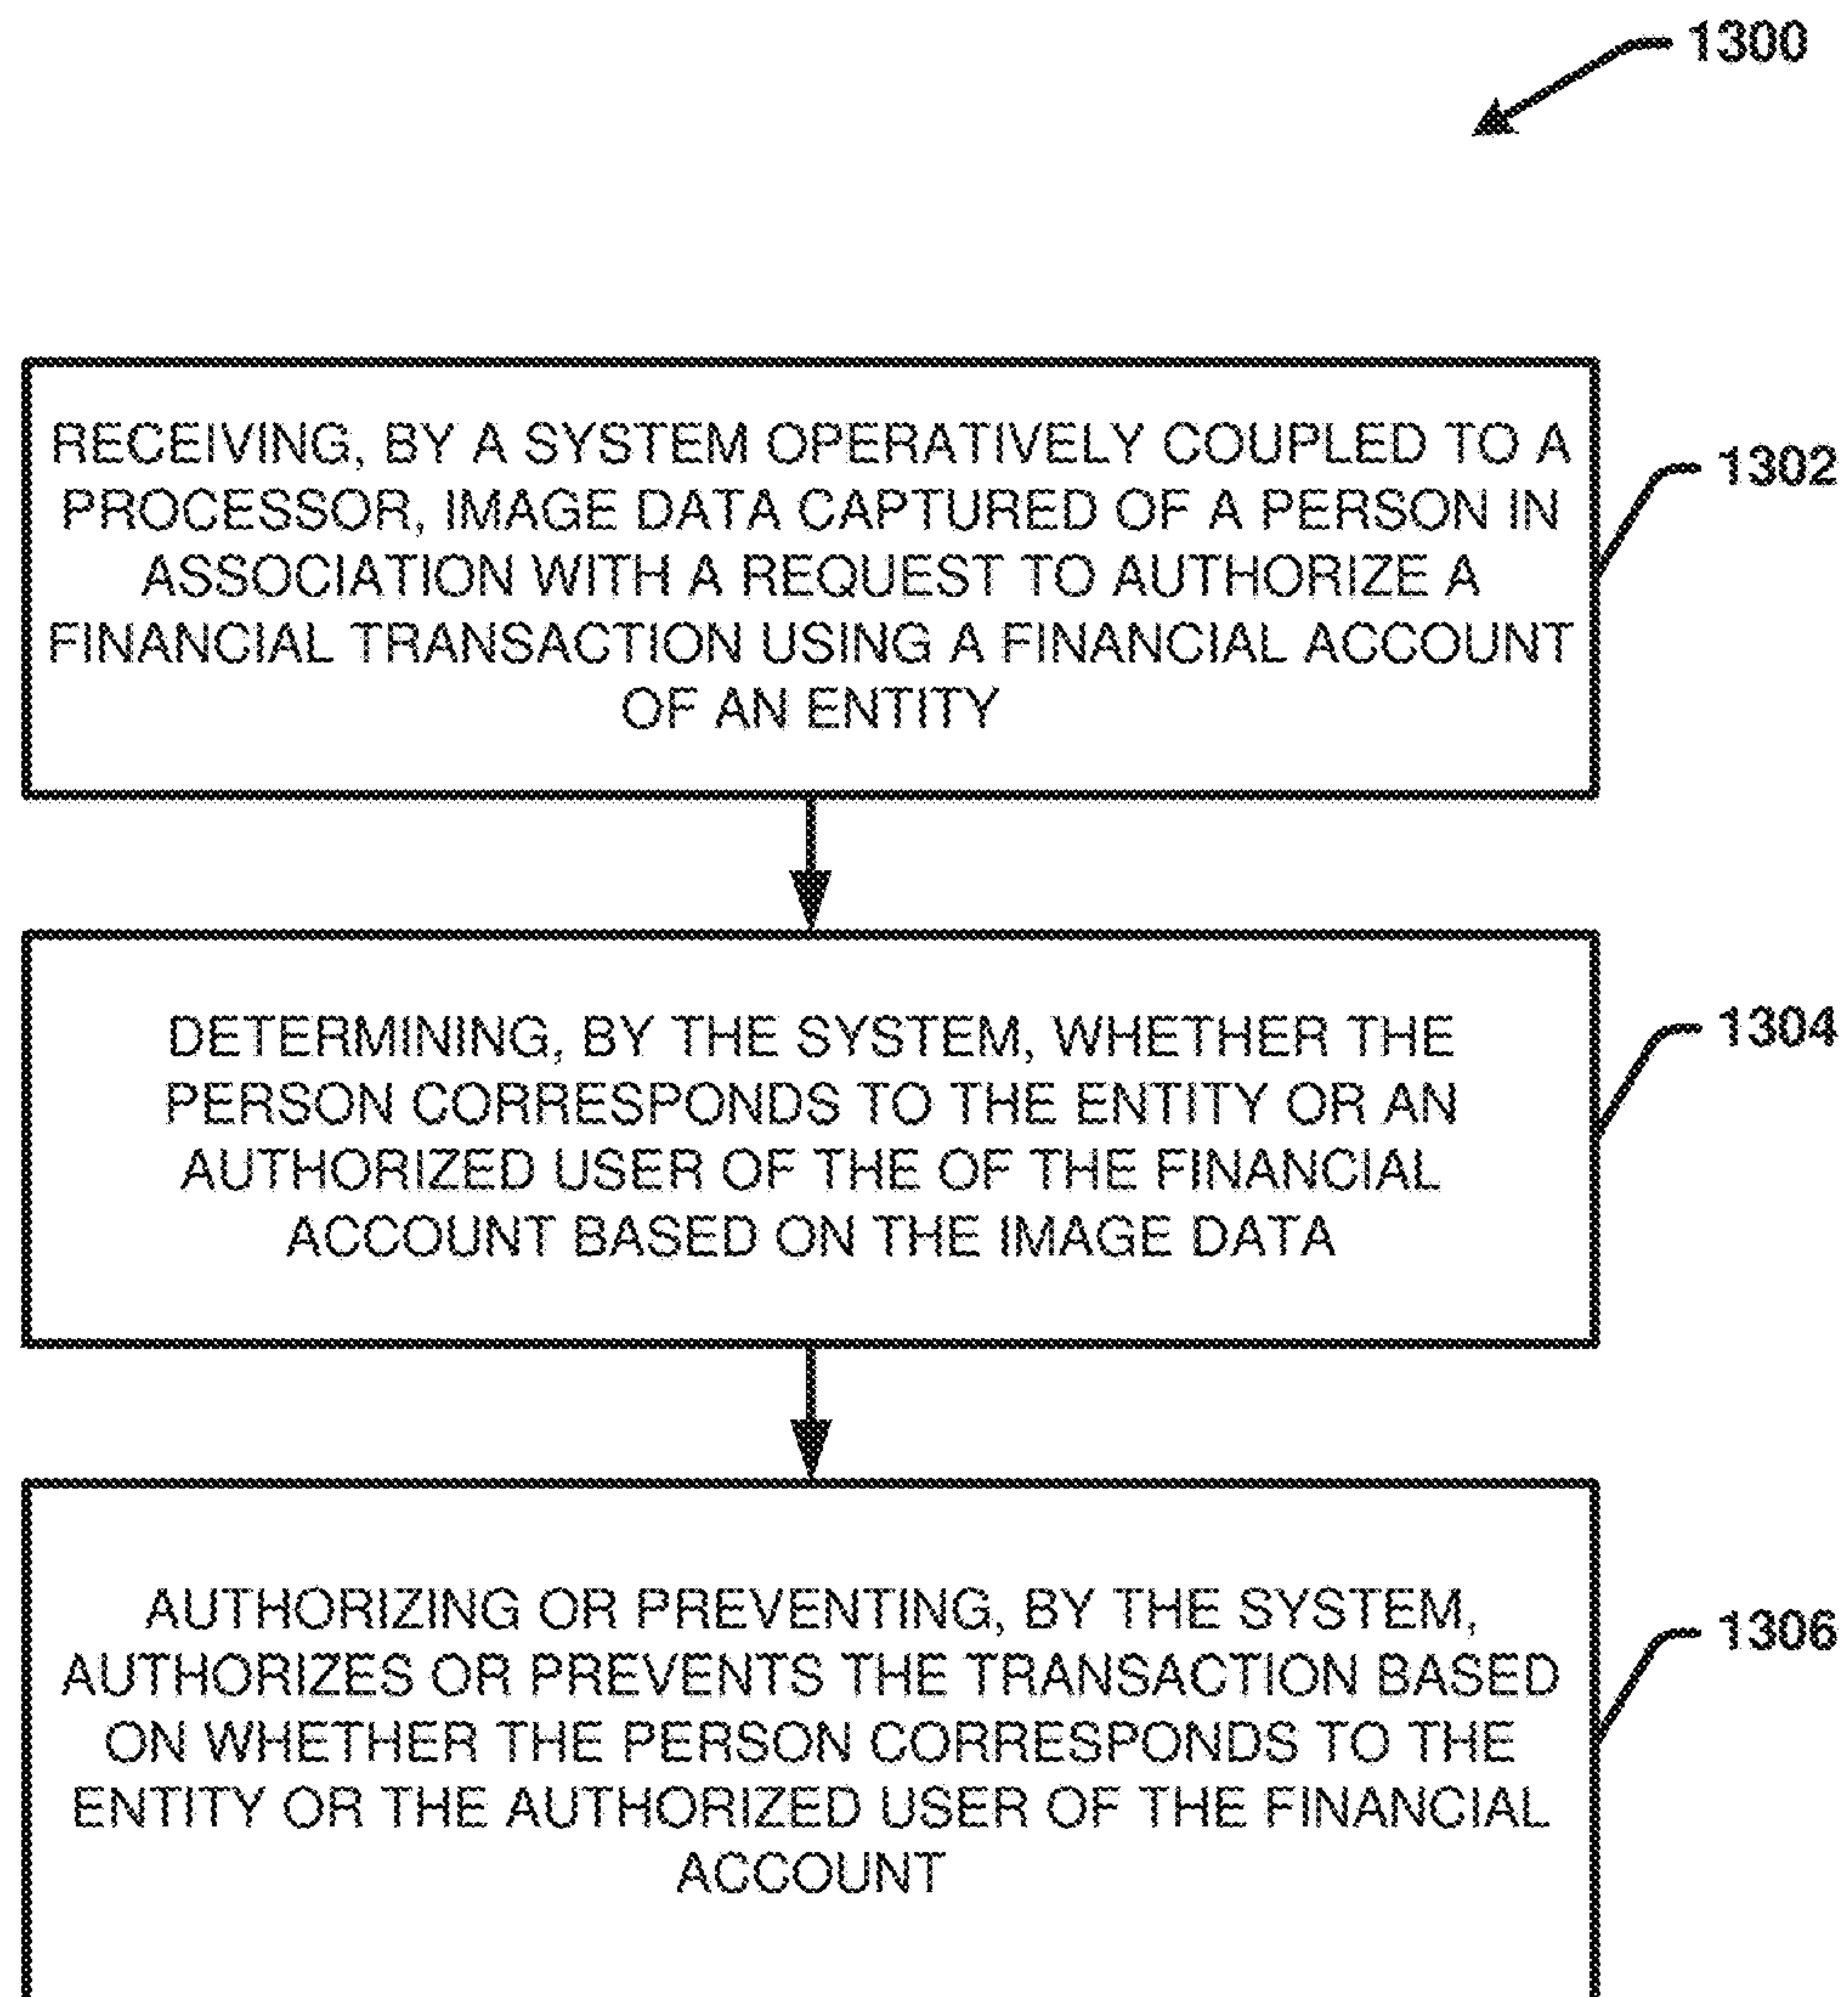 1300
RECEIVING, BY A SYSTEM OPERATIVELY COUPLED TO A
PROCESSOR, IMAGE DATA CAPTURED OF A PERSON IN
ASSOCIATION WITH A REQUEST TO AUTHORIZE A
FINANCIAL TRANSACTION USING A FINANCIAL ACCOUNT
OF AN ENTITY
1302
DETERMINING, BY THE SYSTEM, WHETHER THE
PERSON CORRESPONDS TO THE ENTITY OR AN
AUTHORIZED USER OF THE OF THE FINANCIAL
ACCOUNT BASED ON THE IMAGE DATA
1304
AUTHORIZING OR PREVENTING, BY THE SYSTEM,
AUTHORIZES OR PREVENTS THE TRANSACTION BASED
ON WHETHER THE PERSON CORRESPONDS TO THE
ENTITY OR THE AUTHORIZED USER OF THE FINANCIAL
ACCOUNT
1306